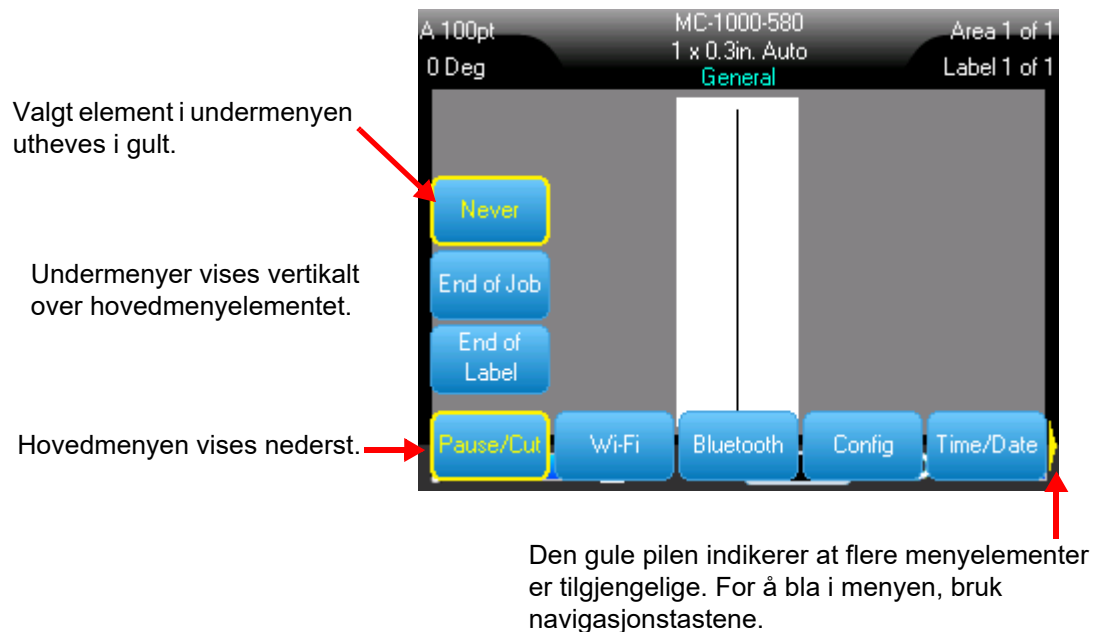 A 100pt
MC-1000-580
Area 1 of 1
1 x 0.3in. Auto
0 Deg
General
Label 1 of 1
Valgt element i undermenyen
utheves i gult.
Never
Undermenyer vises vertikalt
over hovedmenyelementet.
End of Job
End of
Label
Hovedmenyen vises nederst.
Pause/Cut
Wi-Fi
Bluetooth
Config
Time/Date
Den gule pilen indikerer at flere menyelementer
er tilgjengelige. For å bla i menyen, bruk
navigasjonstastene.